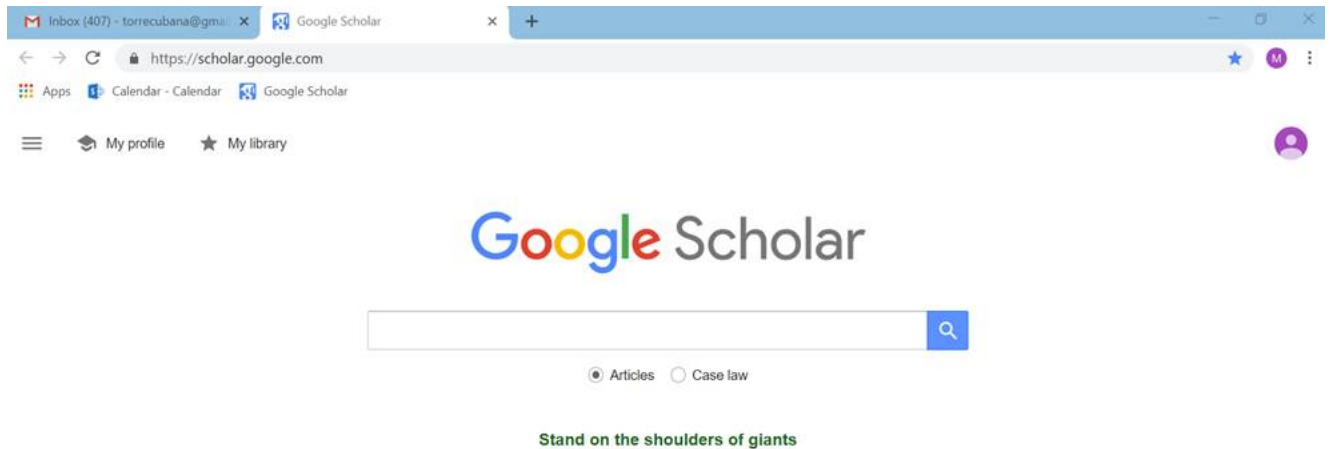 Inbox (407) - torrecubana@gmail
Google Scholar
https://scholar.google.com
M
Apps Calendar - Calendar Google Scholar
My profile My library
Google Scholar
Articles Case law
Stand on the shoulders of giants